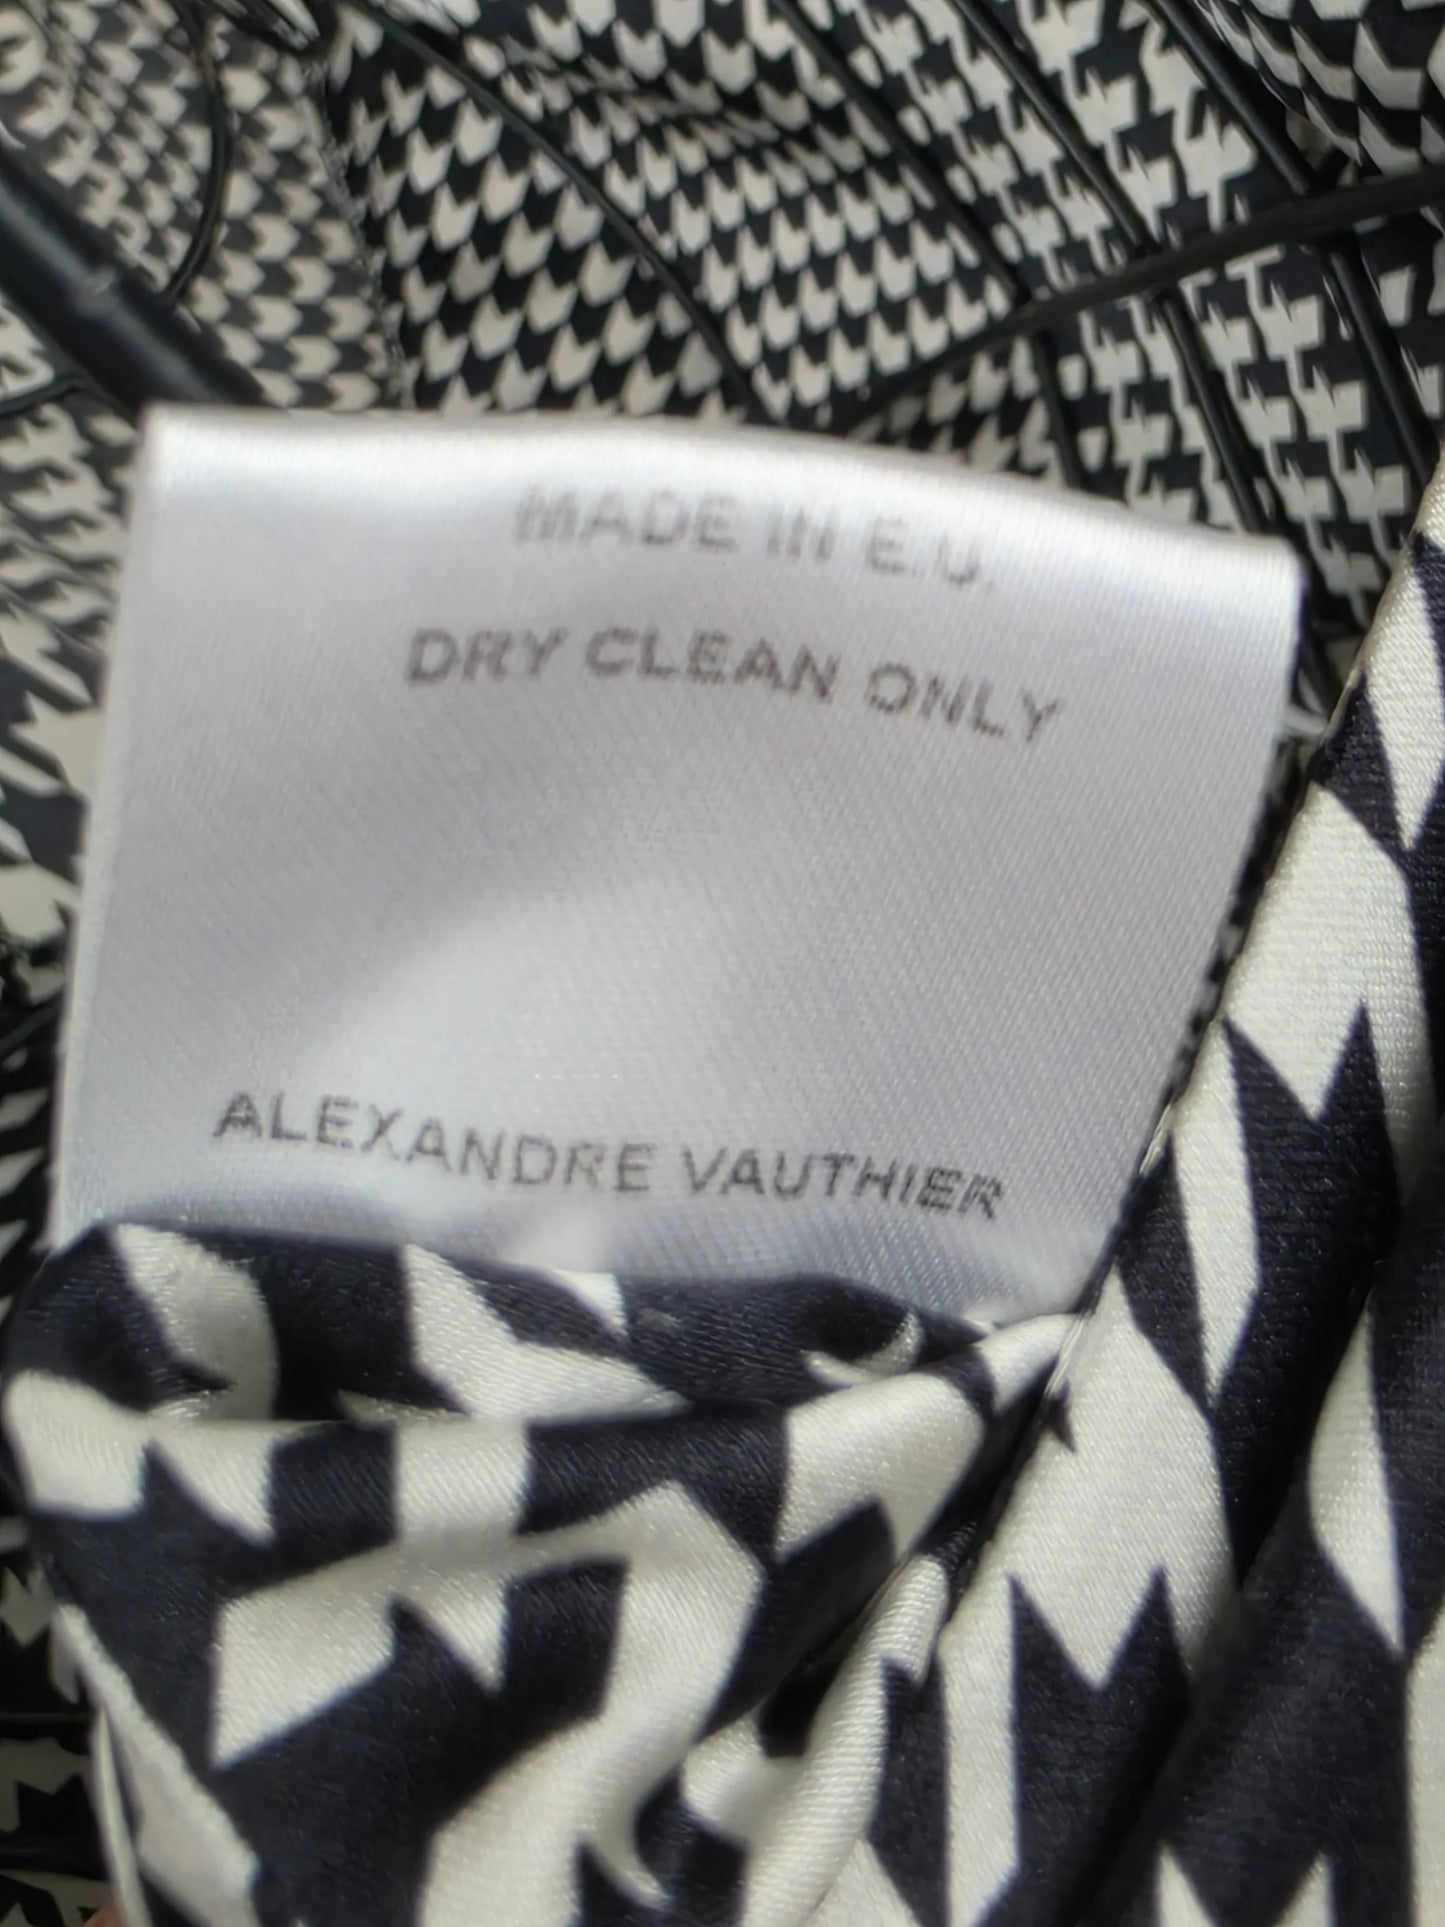 MADE IN E.U.
DRY CLEAN ONLY
ALEXANDRE VAUTHIER